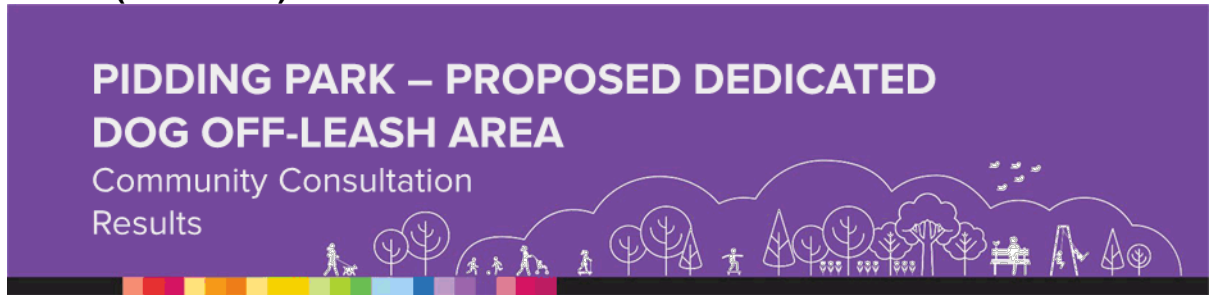 PIDDING PARK – PROPOSED DEDICATED
DOG OFF-LEASH AREA
Community Consultation
Results